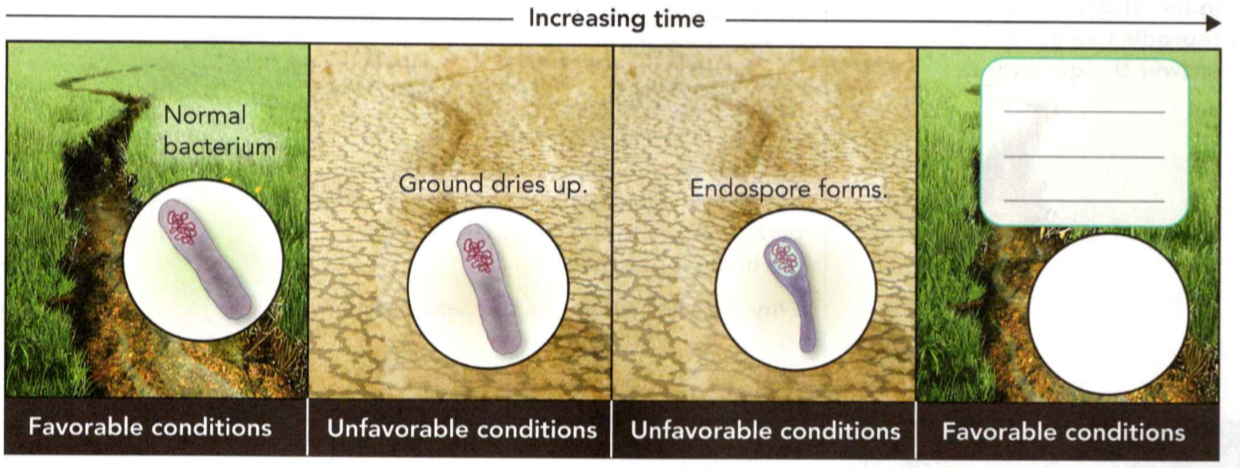 Increasing time
Normal
bacterium
Ground dries up.
Endospore forms.
Favorable conditions
Unfavorable conditions
Unfavorable conditions
Favorable conditions